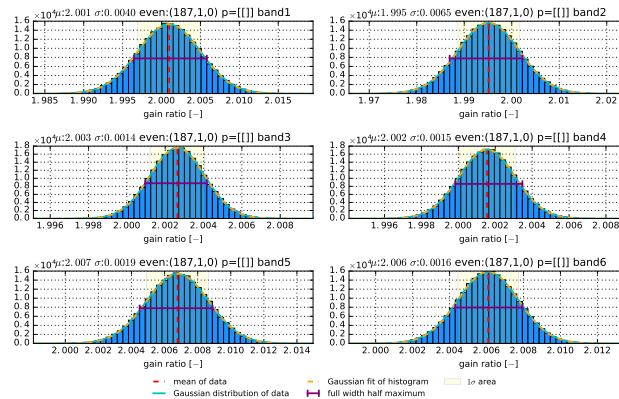 ×10⁴ μ:2.001 σ:0.0040 even:(187,1,0) p=[[]] band1
1.6
1.4
1.2
1.0
0.8
0.6
0.4
0.2
0.0
1.985 1.990 1.995 2.000 2.005 2.010 2.015
gain ratio [−]
×10⁴ μ:1.995 σ:0.0065 even:(187,1,0) p=[[]] band2
1.6
1.4
1.2
1.0
0.8
0.6
0.4
0.2
0.0
1.97 1.98 1.99 2.00 2.01 2.02
gain ratio [−]
×10⁴ μ:2.003 σ:0.0014 even:(187,1,0) p=[[]] band3
1.8
1.6
1.4
1.2
1.0
0.8
0.6
0.4
0.2
0.0
1.996 1.998 2.000 2.002 2.004 2.006 2.008
gain ratio [−]
×10⁴ μ:2.002 σ:0.0015 even:(187,1,0) p=[[]] band4
1.8
1.6
1.4
1.2
1.0
0.8
0.6
0.4
0.2
0.0
1.996 1.998 2.000 2.002 2.004 2.006 2.008
gain ratio [−]
×10⁴ μ:2.007 σ:0.0019 even:(187,1,0) p=[[]] band5
1.6
1.4
1.2
1.0
0.8
0.6
0.4
0.2
0.0
2.000 2.002 2.004 2.006 2.008 2.010 2.012 2.014
gain ratio [−]
×10⁴ μ:2.006 σ:0.0016 even:(187,1,0) p=[[]] band6
1.6
1.4
1.2
1.0
0.8
0.6
0.4
0.2
0.0
2.000 2.002 2.004 2.006 2.008 2.010 2.012
gain ratio [−]
mean of data
Gaussian distribution of data
Gaussian fit of histogram
full width half maximum
1σ area